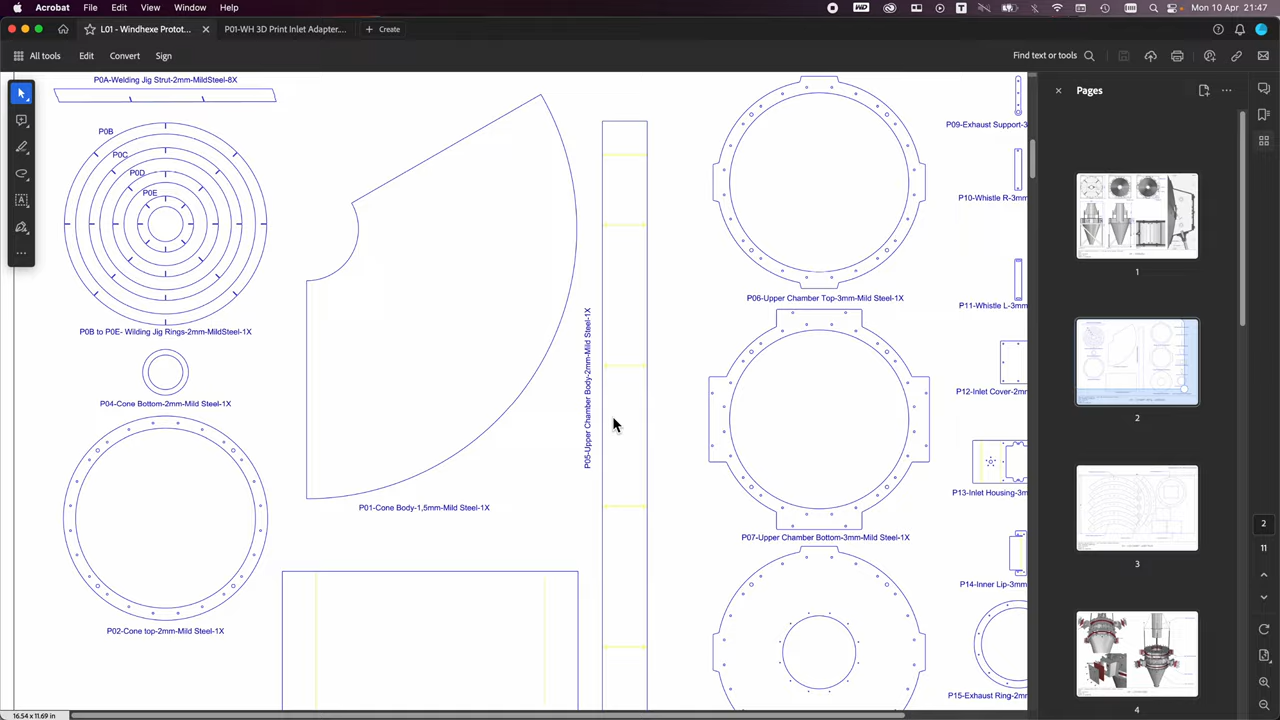 Acrobat File Edit View Window Help
Mon 10 Apr 21:47
L01 - Windhexe Protot...
P01-WH 3D Print Inlet Adapter....
Create
All tools Edit Convert Sign
Find text or tools
P0A-Welding Jig Strut-2mm-MildSteel-8X
P0B
P0C
P0D
P0E
P0B to P0E- Wilding Jig Rings-2mm-MildSteel-1X
P04-Cone Bottom-2mm-Mild Steel-1X
P02-Cone top-2mm-Mild Steel-1X
P01-Cone Body-1,5mm-Mild Steel-1X
P05-Upper Chamber Body-2mm-Mild Steel-1X
P06-Upper Chamber Top-3mm-Mild Steel-1X
P07-Upper Chamber Bottom-3mm-Mild Steel-1X
P09-Exhaust Support-3
P10-Whistle R-3mm
P11-Whistle L-3mm
P12-Inlet Cover-2m
P13-Inlet Housing-3m
P14-Inner Lip-3mm
P15-Exhaust Ring-2m
Pages
1
2
3
4
2
11
16.54 x 11.69 in